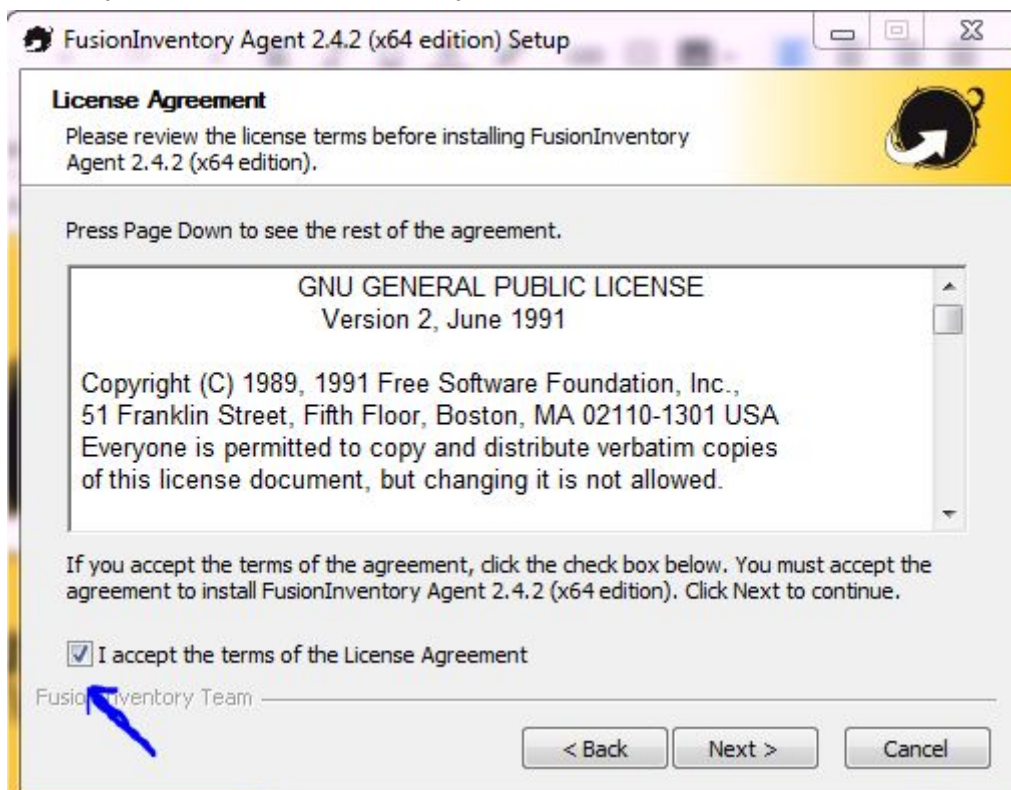 FusionInventory Agent 2.4.2 (x64 edition) Setup
License Agreement
Please review the license terms before installing FusionInventory
Agent 2.4.2 (x64 edition).
Press Page Down to see the rest of the agreement.
GNU GENERAL PUBLIC LICENSE
Version 2, June 1991
Copyright (C) 1989, 1991 Free Software Foundation, Inc.,
51 Franklin Street, Fifth Floor, Boston, MA 02110-1301 USA
Everyone is permitted to copy and distribute verbatim copies
of this license document, but changing it is not allowed.
If you accept the terms of the agreement, click the check box below. You must accept the
agreement to install FusionInventory Agent 2.4.2 (x64 edition). Click Next to continue.
I accept the terms of the License Agreement
FusionInventory Team
< Back Next > Cancel